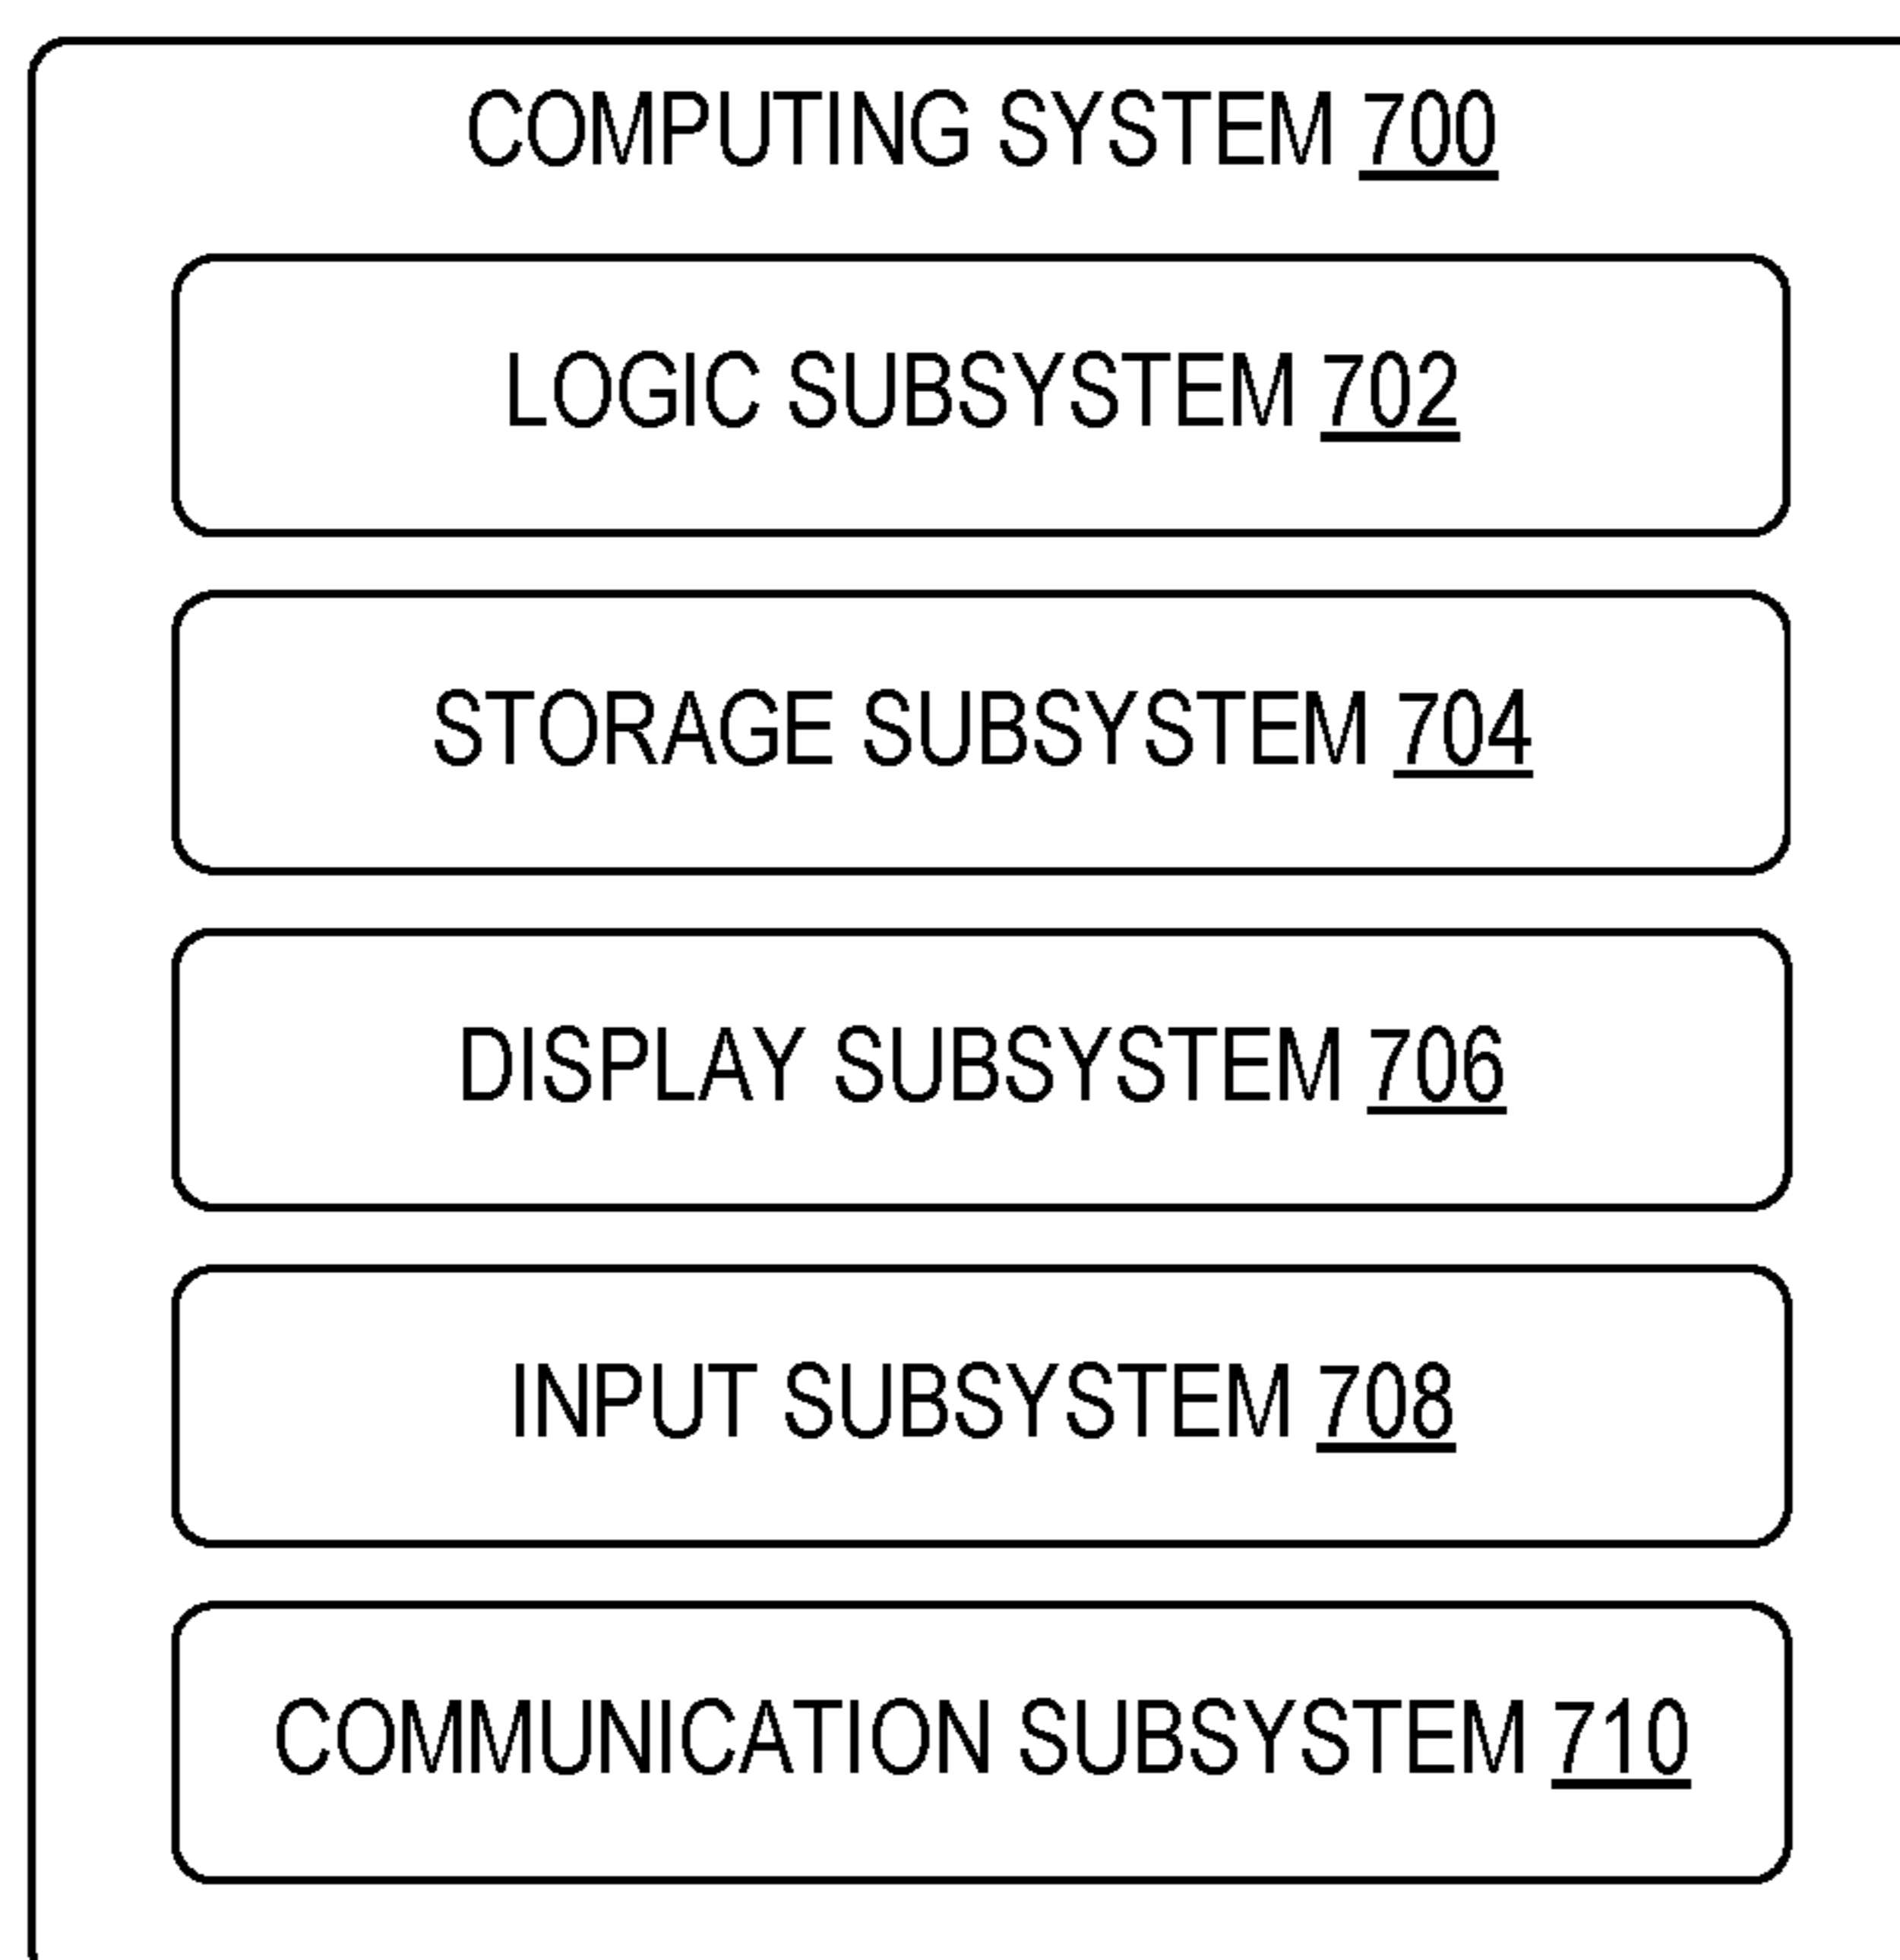 COMPUTING SYSTEM 700
LOGIC SUBSYSTEM 702
STORAGE SUBSYSTEM 704
DISPLAY SUBSYSTEM 706
INPUT SUBSYSTEM 708
COMMUNICATION SUBSYSTEM 710